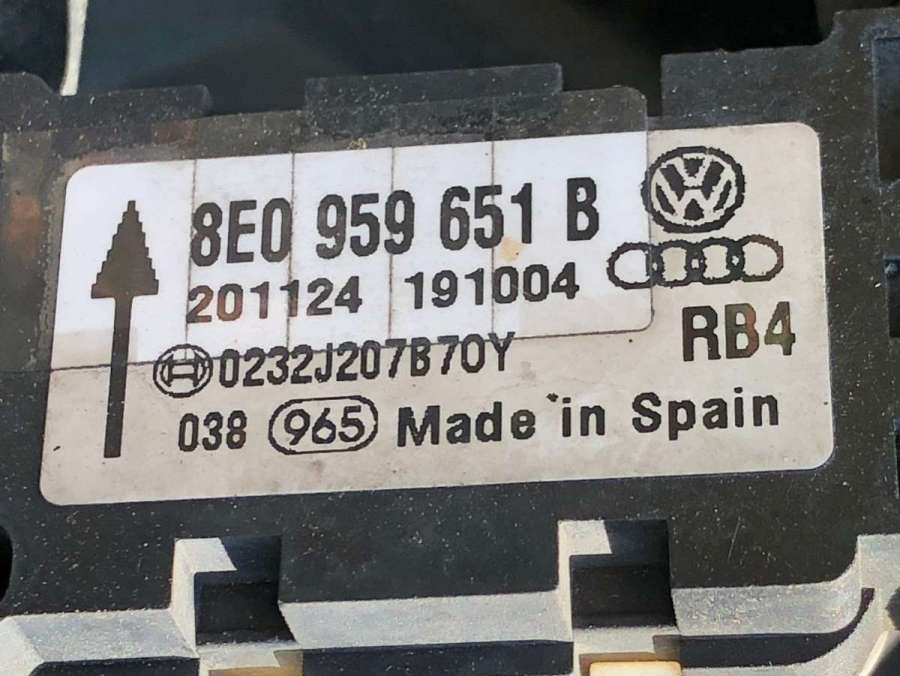 8E0 959 651 B
201124 191004
0232J207B70Y
RB4
038 965 Made in Spain